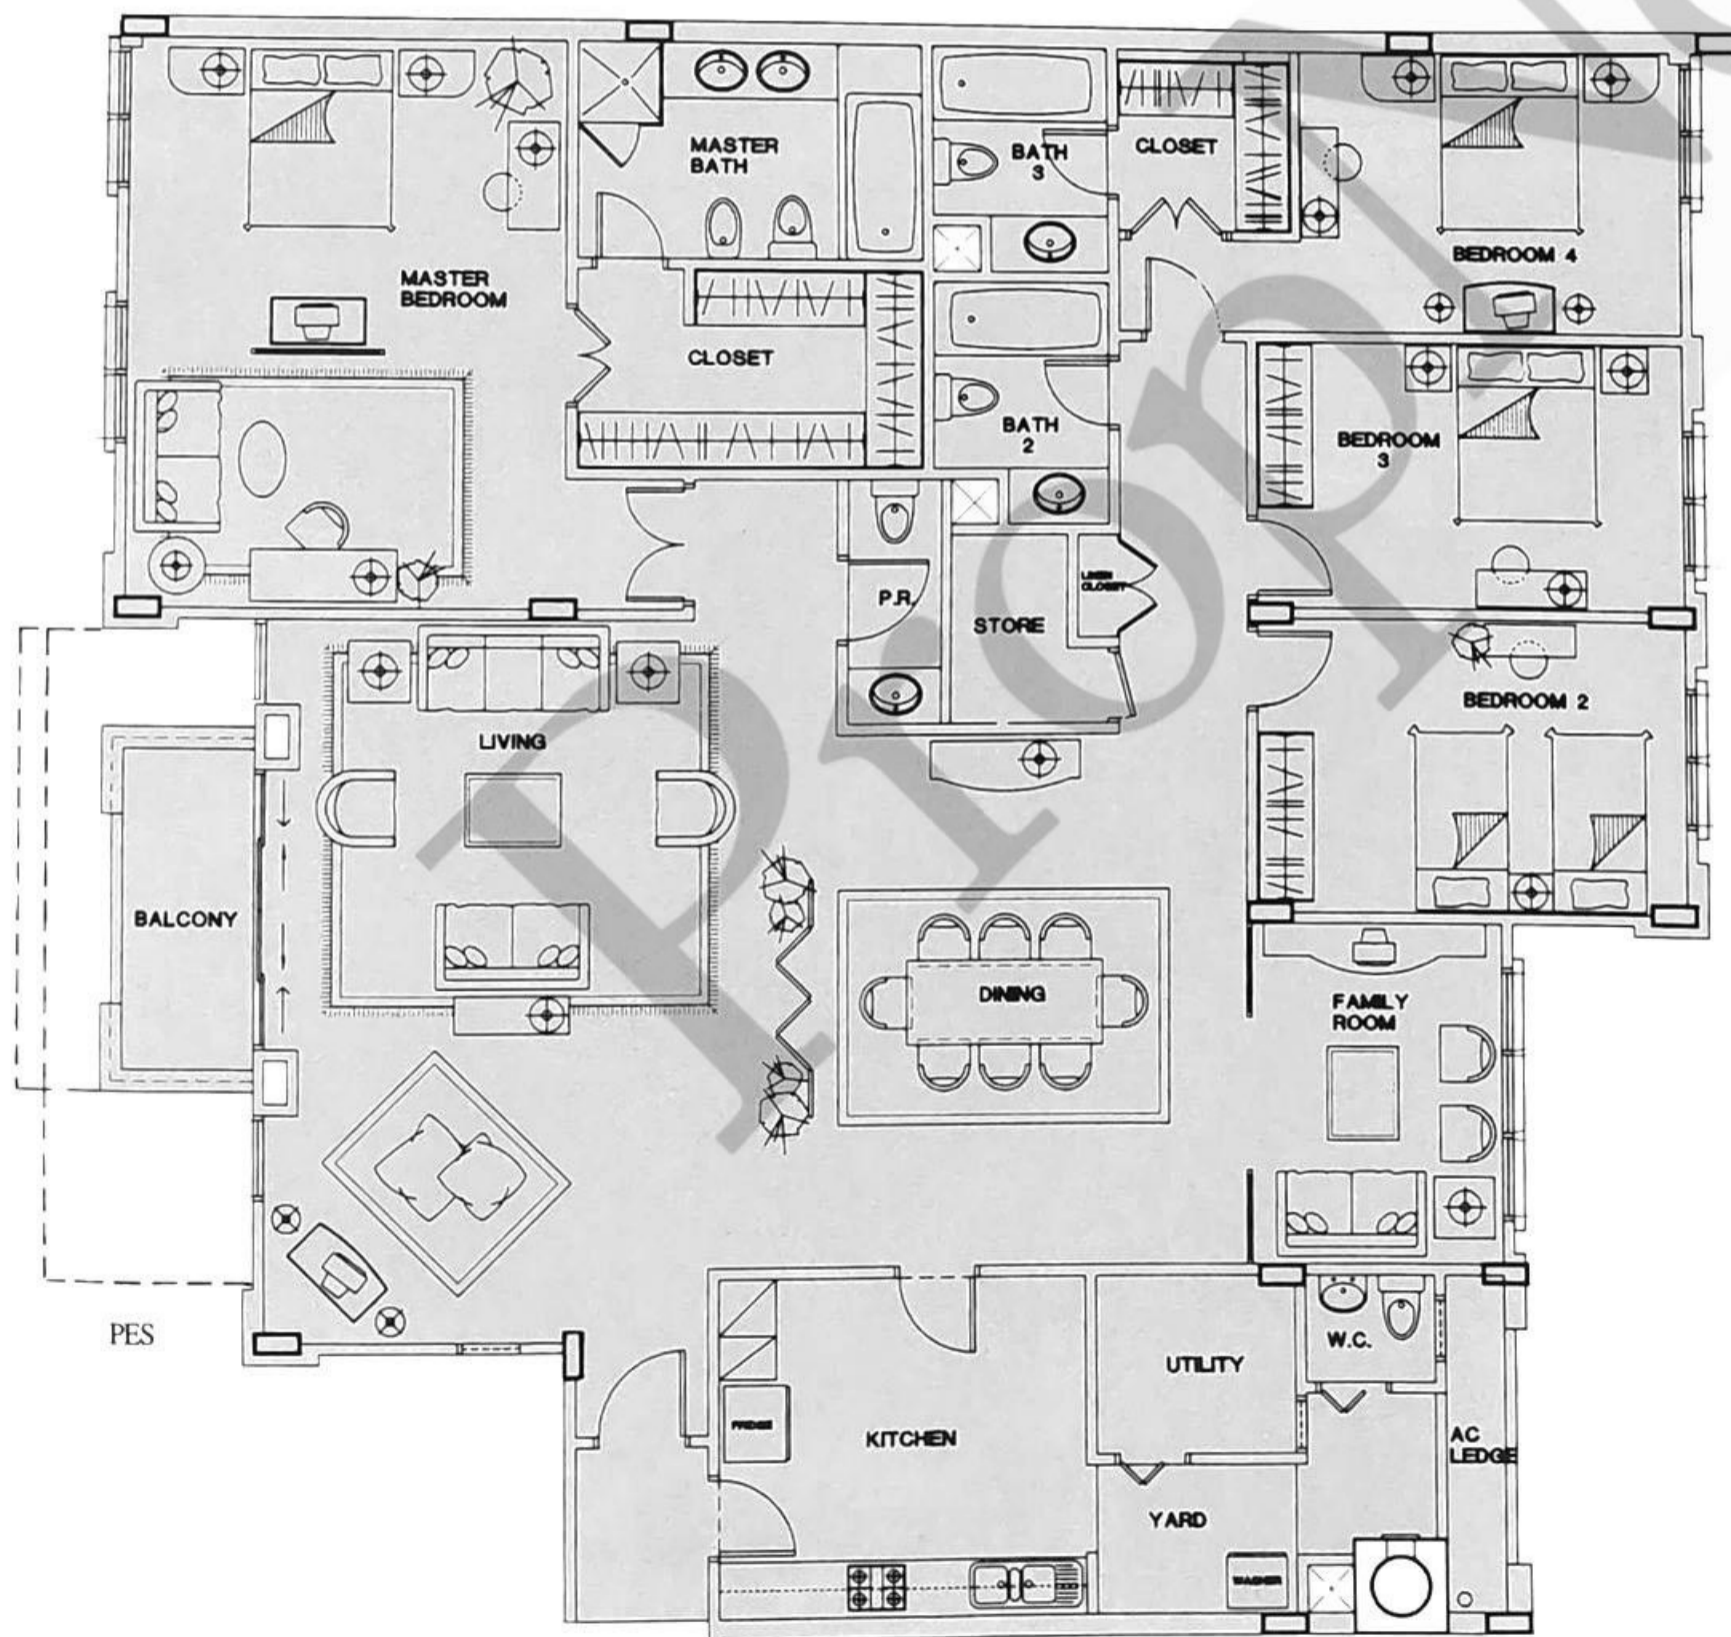 MASTER
BATH
BATH
3
CLOSET
BEDROOM 4
MASTER
BEDROOM
CLOSET
BATH
2
BEDROOM
3
LINEN
CLOSET
P.R.
STORE
BEDROOM 2
LIVING
BALCONY
DINING
FAMILY
ROOM
PES
W.C.
UTILITY
FRIDGE
KITCHEN
AC
LEDGE
YARD
WASHER